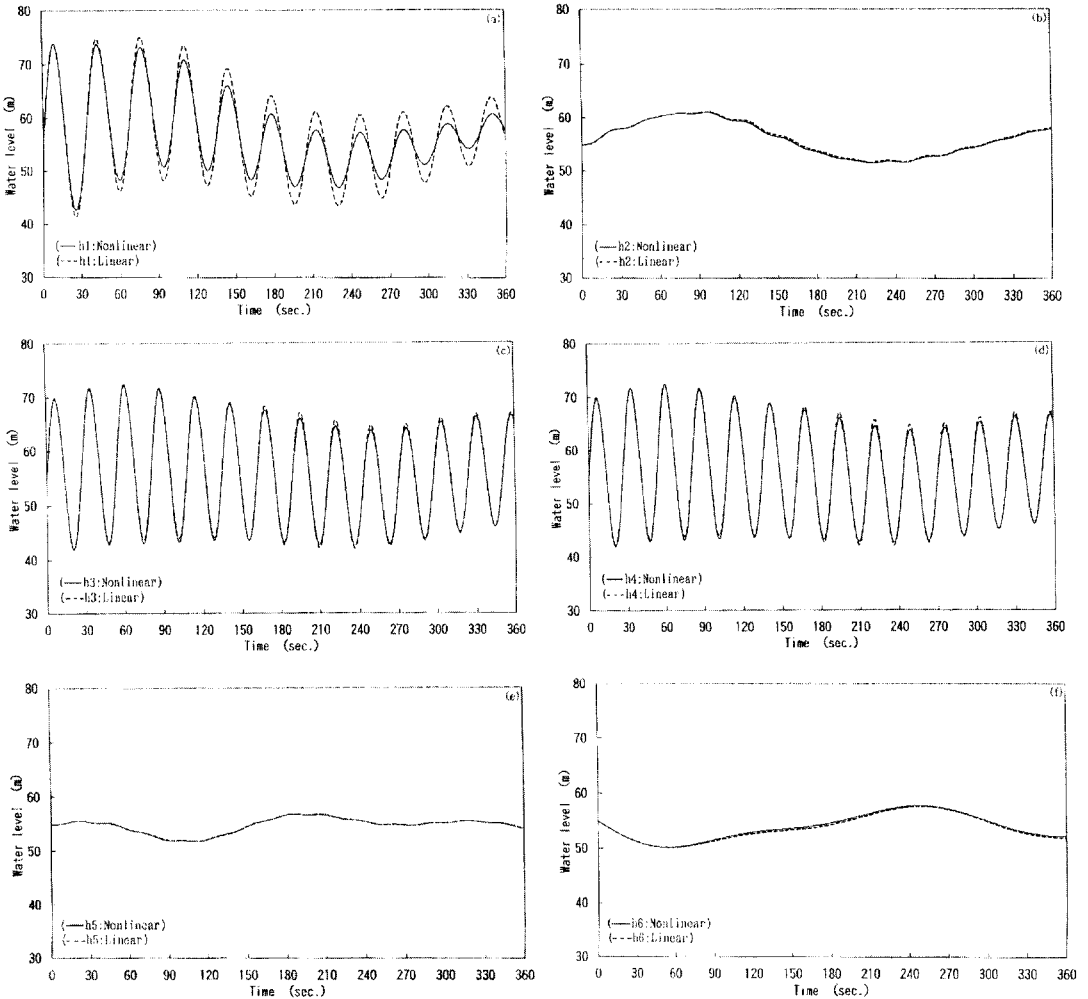 80
(a)
70
60
50
40
30
Water level (m)
(—h1:Nonlinear)
(---h1:Linear)
0 30 60 90 120 150 180 210 240 270 300 330 360
Time (sec.)
80
(b)
70
60
50
40
30
Water level (m)
(—h2:Nonlinear)
(---h2:Linear)
0 30 60 90 120 150 180 210 240 270 300 330 360
Time (sec.)
80
(c)
70
60
50
40
30
Water level (m)
(—h3:Nonlinear)
(---h3:Linear)
0 30 60 90 120 150 180 210 240 270 300 330 360
Time (sec.)
80
(d)
70
60
50
40
30
Water level (m)
(—h4:Nonlinear)
(---h4:Linear)
0 30 60 90 120 150 180 210 240 270 300 330 360
Time (sec.)
80
(e)
70
60
50
40
30
Water level (m)
(—h5:Nonlinear)
(---h5:Linear)
0 30 60 90 120 150 180 210 240 270 300 330 360
Time (sec.)
80
(f)
70
60
50
40
30
Water level (m)
(—h6:Nonlinear)
(---h6:Linear)
0 30 60 90 120 150 180 210 240 270 300 330 360
Time (sec.)